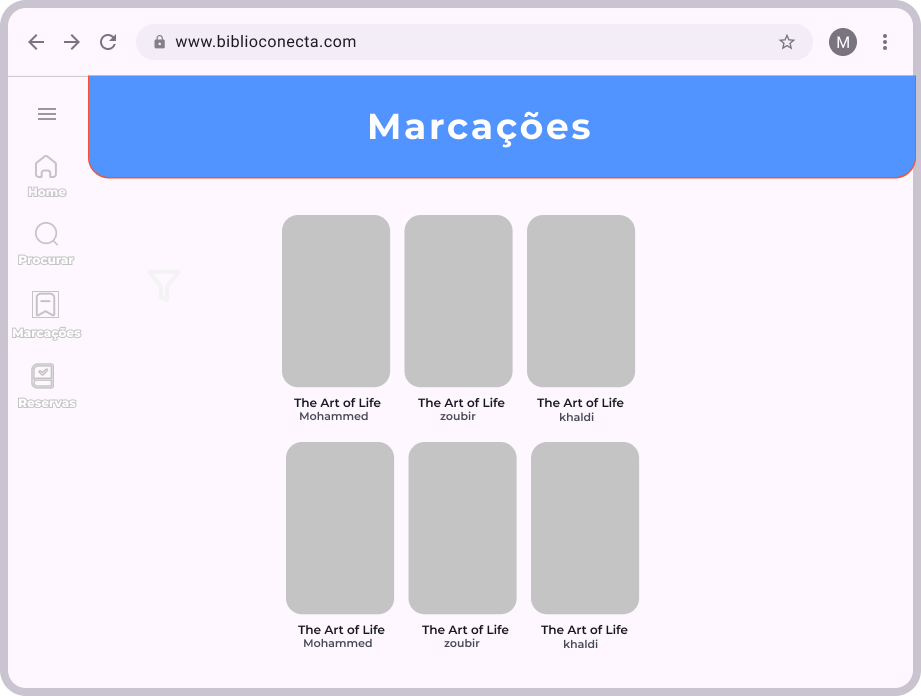 www.biblioconecta.com
M
Marcações
Home
Procurar
Marcações
Reservas
The Art of Life
Mohammed
The Art of Life
zoubir
The Art of Life
khaldi
The Art of Life
Mohammed
The Art of Life
zoubir
The Art of Life
khaldi